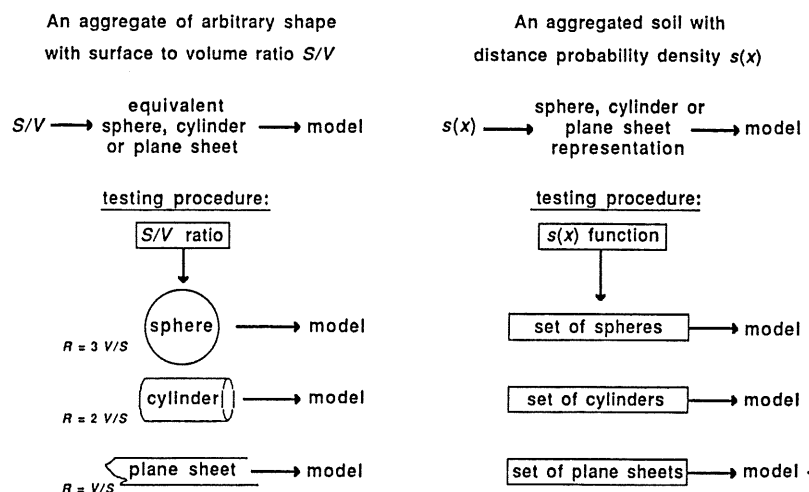 An aggregate of arbitrary shape
with surface to volume ratio S/V
S/V
equivalent
sphere, cylinder
or plane sheet
model
testing procedure:
S/V ratio
sphere
model
R = 3 V/S
cylinder
model
R = 2 V/S
plane sheet
model
R = V/S
An aggregated soil with
distance probability density s(x)
s(x)
sphere, cylinder or
plane sheet
representation
model
testing procedure:
s(x) function
set of spheres
model
set of cylinders
model
set of plane sheets
model